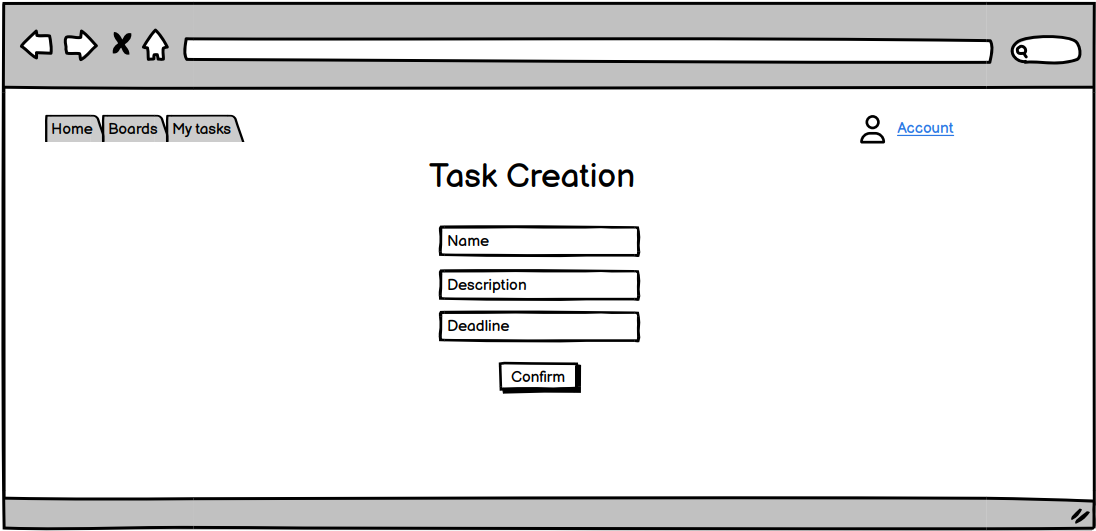 Home Boards My tasks
Account
Task Creation
Name
Description
Deadline
Confirm